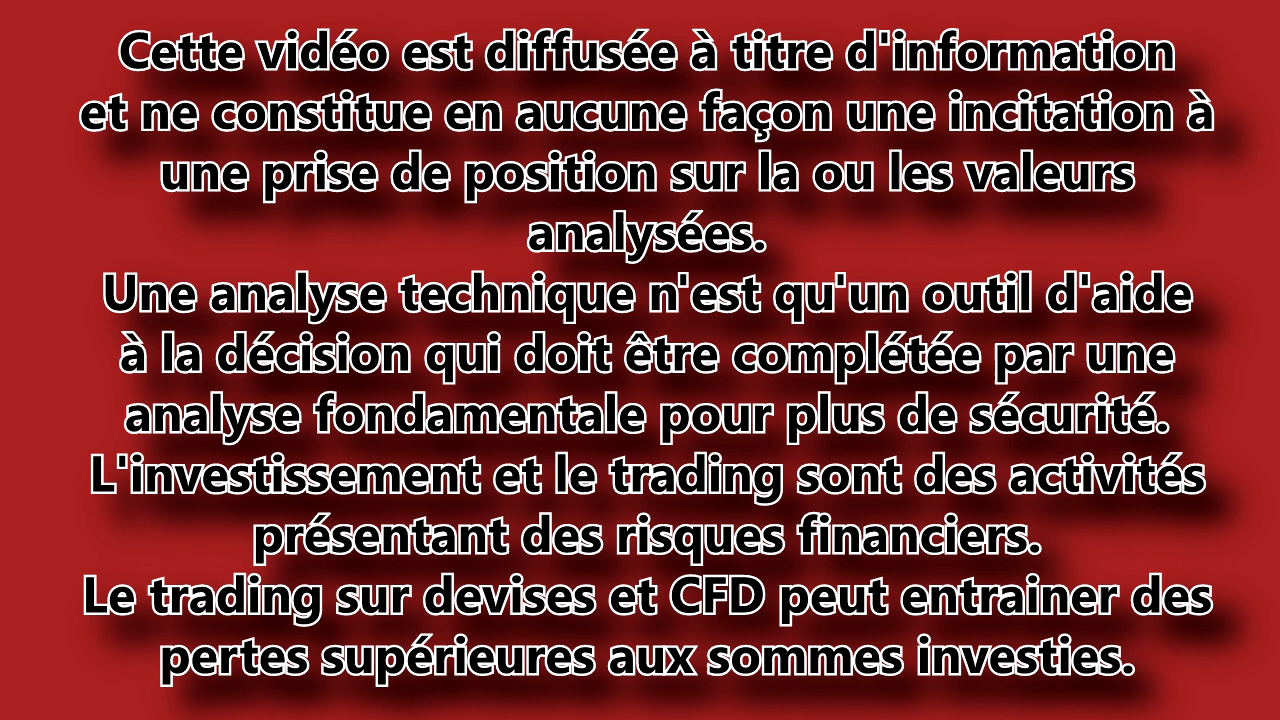 Cette vidéo est diffusée à titre d'information
et ne constitue en aucune façon une incitation à
une prise de position sur la ou les valeurs
analysées.
Une analyse technique n'est qu'un outil d'aide
à la décision qui doit être complétée par une
analyse fondamentale pour plus de sécurité.
L'investissement et le trading sont des activités
présentant des risques financiers.
Le trading sur devises et CFD peut entrainer des
pertes supérieures aux sommes investies.